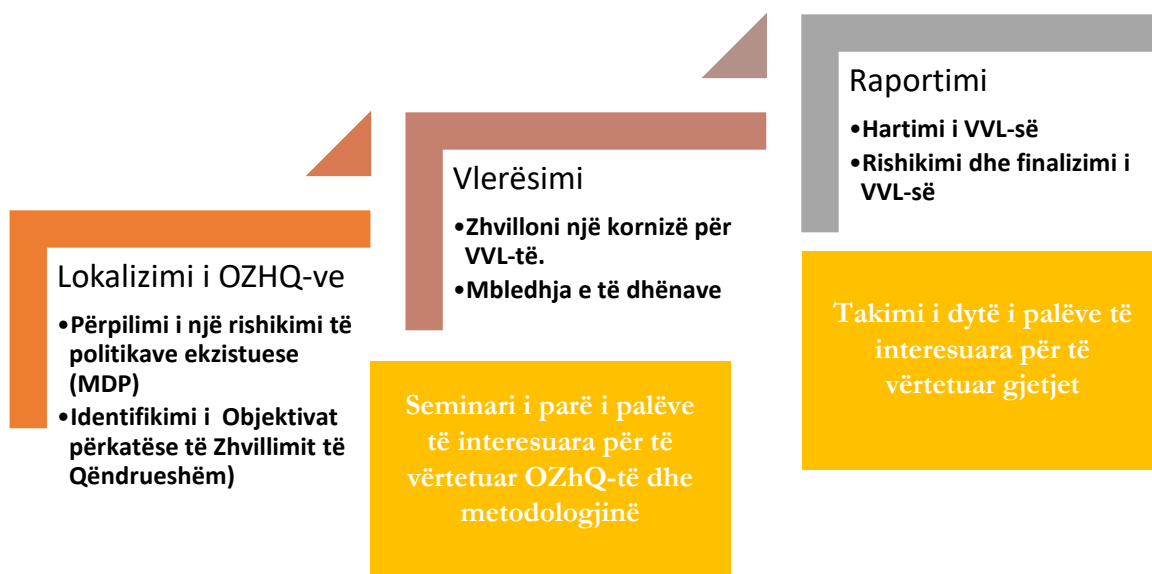 Lokalizimi i OZHQ-ve
•Përpilimi i një rishikimi të
politikave ekzistuese
(MDP)
•Identifikimi i  Objektivat
përkatëse të Zhvillimit të
Qëndrueshëm)
Vlerësimi
•Zhvilloni një kornizë për
VVL-të.
•Mbledhja e të dhënave
Seminari i parë i palëve
të interesuara për të
vërtetuar OZhQ-të dhe
metodologjinë
Raportimi
•Hartimi i VVL-së
•Rishikimi dhe finalizimi i
VVL-së
Takimi i dytë i palëve të
interesuara për të
vërtetuar gjetjet